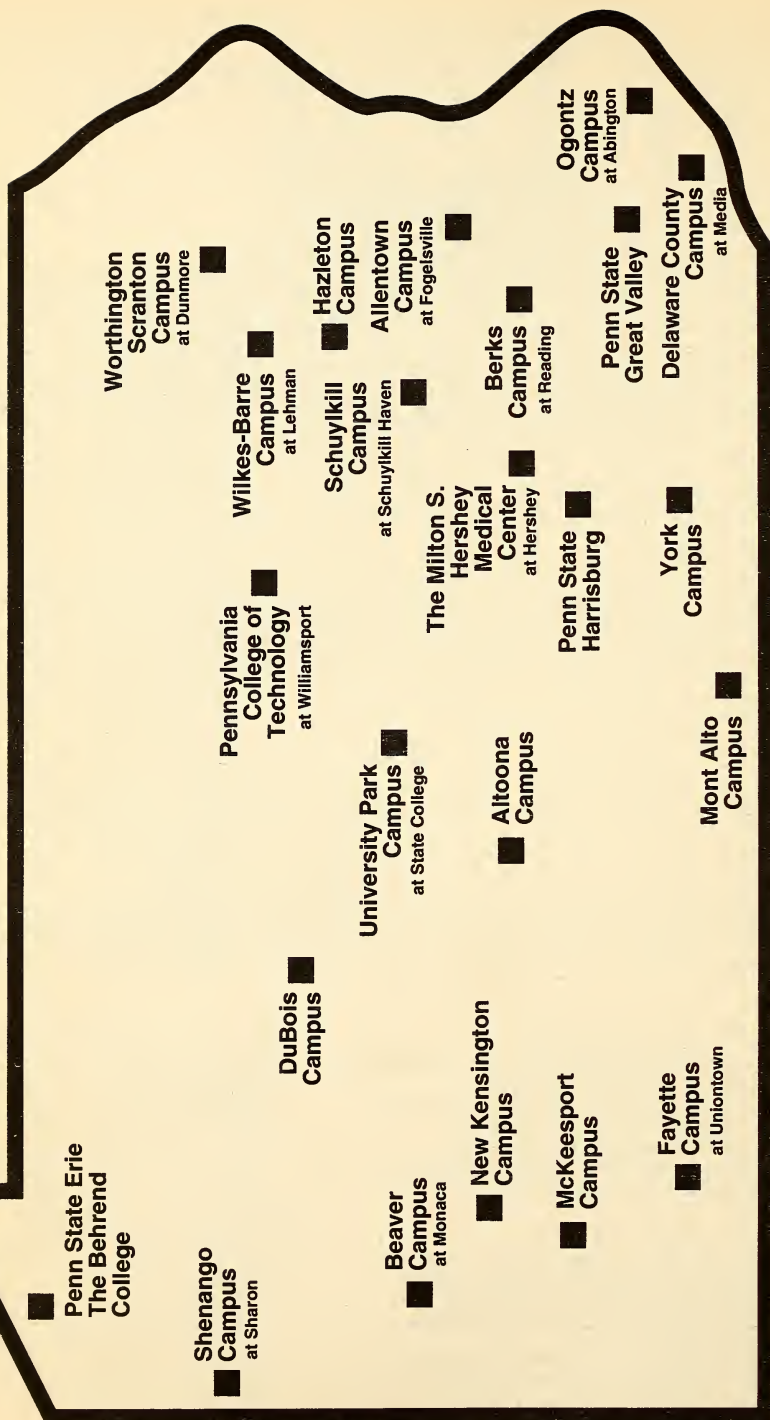 Penn State Erie
The Behrend
College
Shenango
Campus
at Sharon
DuBois
Campus
Beaver
Campus
at Monaca
New Kensington
Campus
McKeesport
Campus
Fayette
Campus
at Uniontown
Pennsylvania
College of
Technology
at Williamsport
University Park
Campus
at State College
Altoona
Campus
Mont Alto
Campus
Worthington
Scranton
Campus
at Dunmore
Wilkes-Barre
Campus
at Lehman
Hazleton
Campus
Schuylkill
Campus
at Schuylkill Haven
Allentown
Campus
at Fogelsville
The Milton S.
Hershey
Medical
Center
at Hershey
Berks
Campus
at Reading
Penn State
Harrisburg
York
Campus
Ogontz
Campus
at Abington
Penn State
Great Valley
Delaware County
Campus
at Media